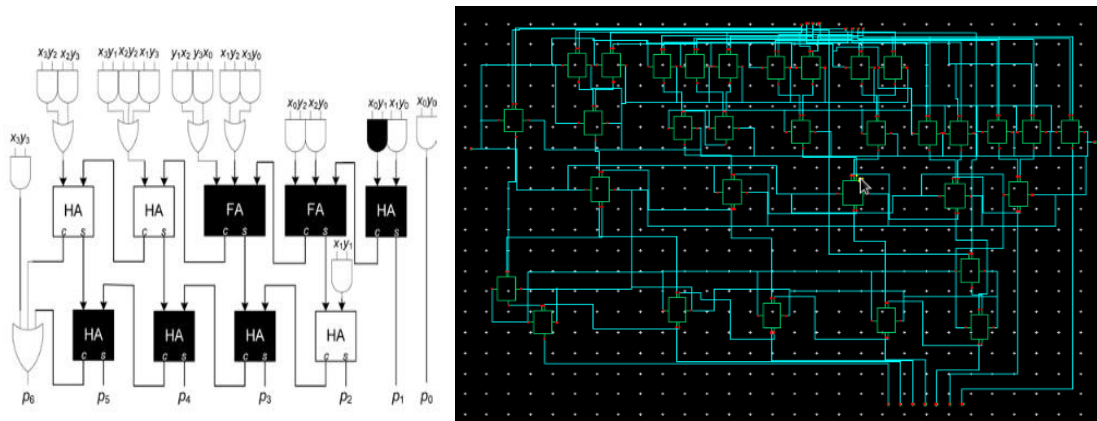 x3y2 x2y3 x3y1 x2y2 x1y3 y1x2 y3x0 x1y2 x3y0
x0y2 x2y0 x0y1 x1y0 x0y0
x3y3
HA HA FA FA HA
c s c s c s c s c s
x1y1
HA HA HA HA
c s c s c s c s
p6 p5 p4 p3 p2 p1 p0